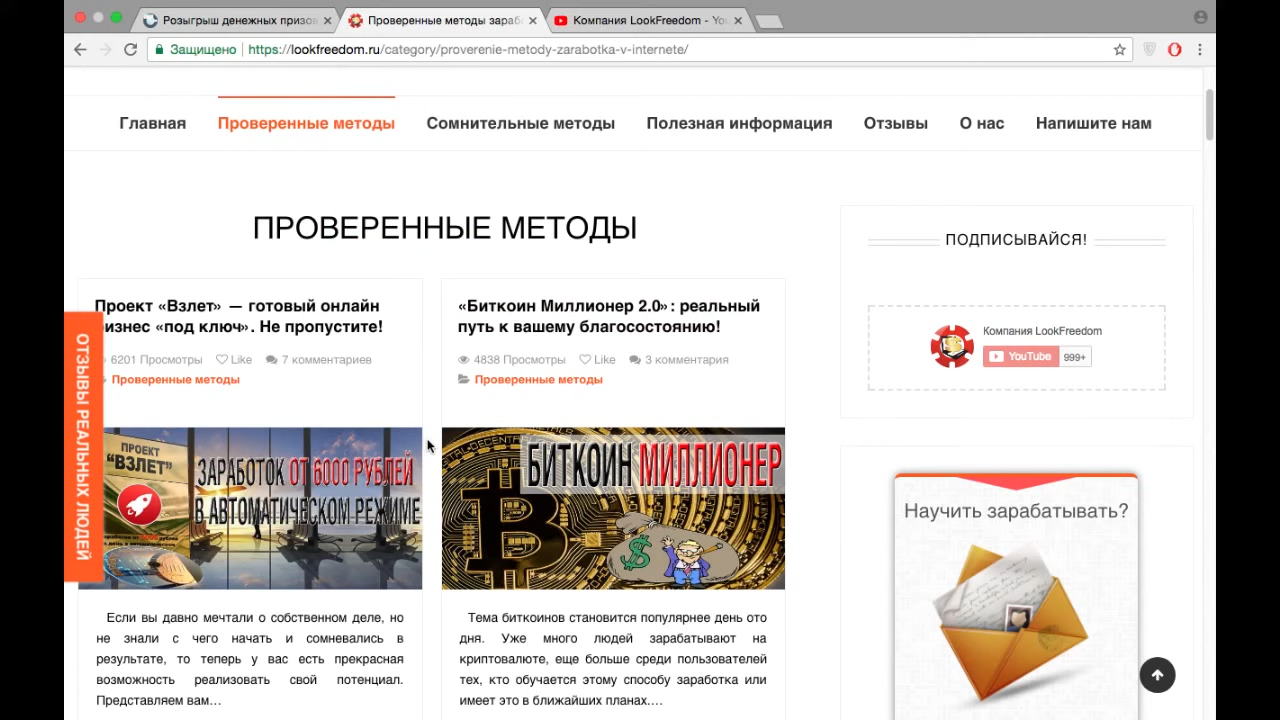 Розыгрыш денежных призов
Проверенные методы зараб
Компания LookFreedom - You
Защищено
https://lookfreedom.ru/category/proverenie-metody-zarabotka-v-internete/
Главная
Проверенные методы
Сомнительные методы
Полезная информация
Отзывы
О нас
Напишите нам
ПРОВЕРЕННЫЕ МЕТОДЫ
Проект «Взлет» — готовый онлайн
бизнес «под ключ». Не пропустите!
6201 Просмотры
Like
7 комментариев
Проверенные методы
ПРОЕКТ
"ВЗЛЕТ"
ЗАРАБОТОК ОТ 6000 РУБЛЕЙ
В АВТОМАТИЧЕСКОМ РЕЖИМЕ
Если вы давно мечтали о собственном деле, но
не знали с чего начать и сомневались в
результате, то теперь у вас есть прекрасная
возможность реализовать свой потенциал.
Представляем вам…
«Биткоин Миллионер 2.0»: реальный
путь к вашему благосостоянию!
4838 Просмотры
Like
3 комментария
Проверенные методы
БИТКОИН МИЛЛИОНЕР
Тема биткоинов становится популярнее день ото
дня. Уже много людей зарабатывают на
криптовалюте, еще больше среди пользователей
тех, кто обучается этому способу заработка или
имеет это в ближайших планах.…
ОТЗЫВЫ РЕАЛЬНЫХ ЛЮДЕЙ
ПОДПИСЫВАЙСЯ!
Компания LookFreedom
YouTube
999+
Научить зарабатывать?